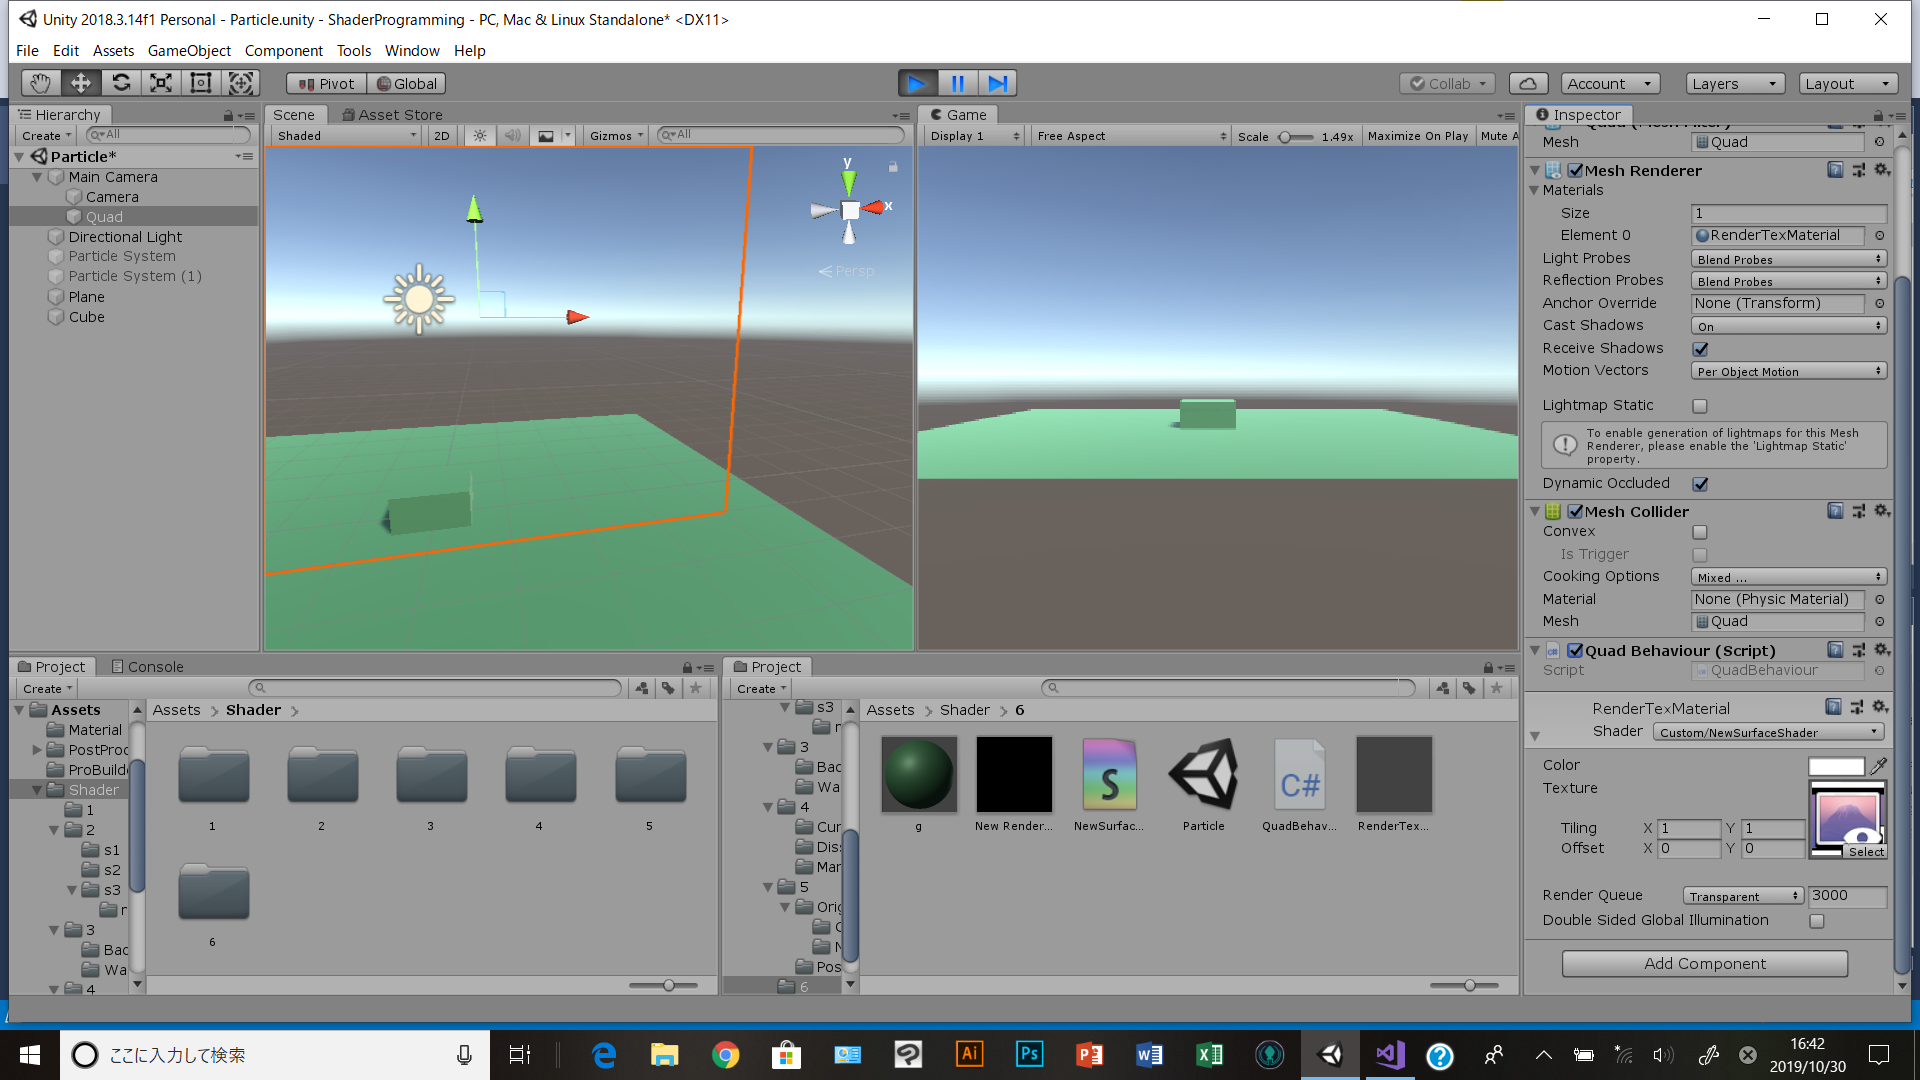 Unity 2018.3.14f1 Personal - Particle.unity - ShaderProgramming - PC, Mac & Linux Standalone* <DX11>
File Edit Assets GameObject Component Tools Window Help
Pivot Global Collab Account Layers Layout
Hierarchy
Create All
Particle*
Main Camera
Camera
Quad
Directional Light
Particle System
Particle System (1)
Plane
Cube
Scene Asset Store
Shaded 2D Gizmos All
y
x
Persp
Game
Display 1 Free Aspect Scale 1.49x Maximize On Play Mute A
Inspector
Quad (Mesh Filter)
Mesh Quad
Mesh Renderer
Materials
Size 1
Element 0 RenderTexMaterial
Light Probes Blend Probes
Reflection Probes Blend Probes
Anchor Override None (Transform)
Cast Shadows On
Receive Shadows
Motion Vectors Per Object Motion
Lightmap Static
To enable generation of lightmaps for this Mesh
Renderer, please enable the 'Lightmap Static'
property.
Dynamic Occluded
Mesh Collider
Convex
Is Trigger
Cooking Options Mixed ...
Material None (Physic Material)
Mesh Quad
Quad Behaviour (Script)
Script QuadBehaviour
RenderTexMaterial
Shader Custom/NewSurfaceShader
Color
Texture
Tiling X 1 Y 1
Offset X 0 Y 0
Select
Render Queue Transparent 3000
Double Sided Global Illumination
Add Component
Project Console
Create
Assets
Material
PostProc
ProBuild
Shader
1
2
s1
s2
s3
r
3
Bac
Wa
4
Assets Shader
1 2 3 4 5
6
Project
Create
s3
3
Bac
Wa
4
Cur
Dis
Mar
5
Orig
Pos
6
Assets Shader 6
g New Render... NewSurfac... Particle QuadBehav... RenderTex...
S
C#
ここに入力して検索
Ai
Ps
16:42
2019/10/30